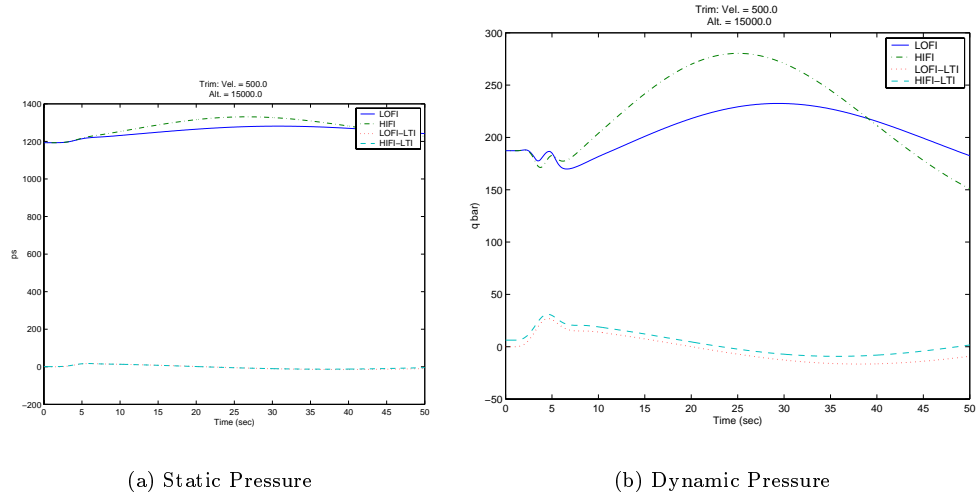 Trim: Vel. = 500.0
Alt. = 15000.0
1400
1200
1000
800
600
400
200
0
−200
ps
0
5
10
15
20
25
30
35
40
45
50
Time (sec)
LOFI
HIFI
LOFI−LTI
HIFI−LTI
(a) Static Pressure
Trim: Vel. = 500.0
Alt. = 15000.0
300
250
200
150
100
50
0
−50
q bar)
0
5
10
15
20
25
30
35
40
45
50
Time (sec)
LOFI
HIFI
LOFI−LTI
HIFI−LTI
(b) Dynamic Pressure